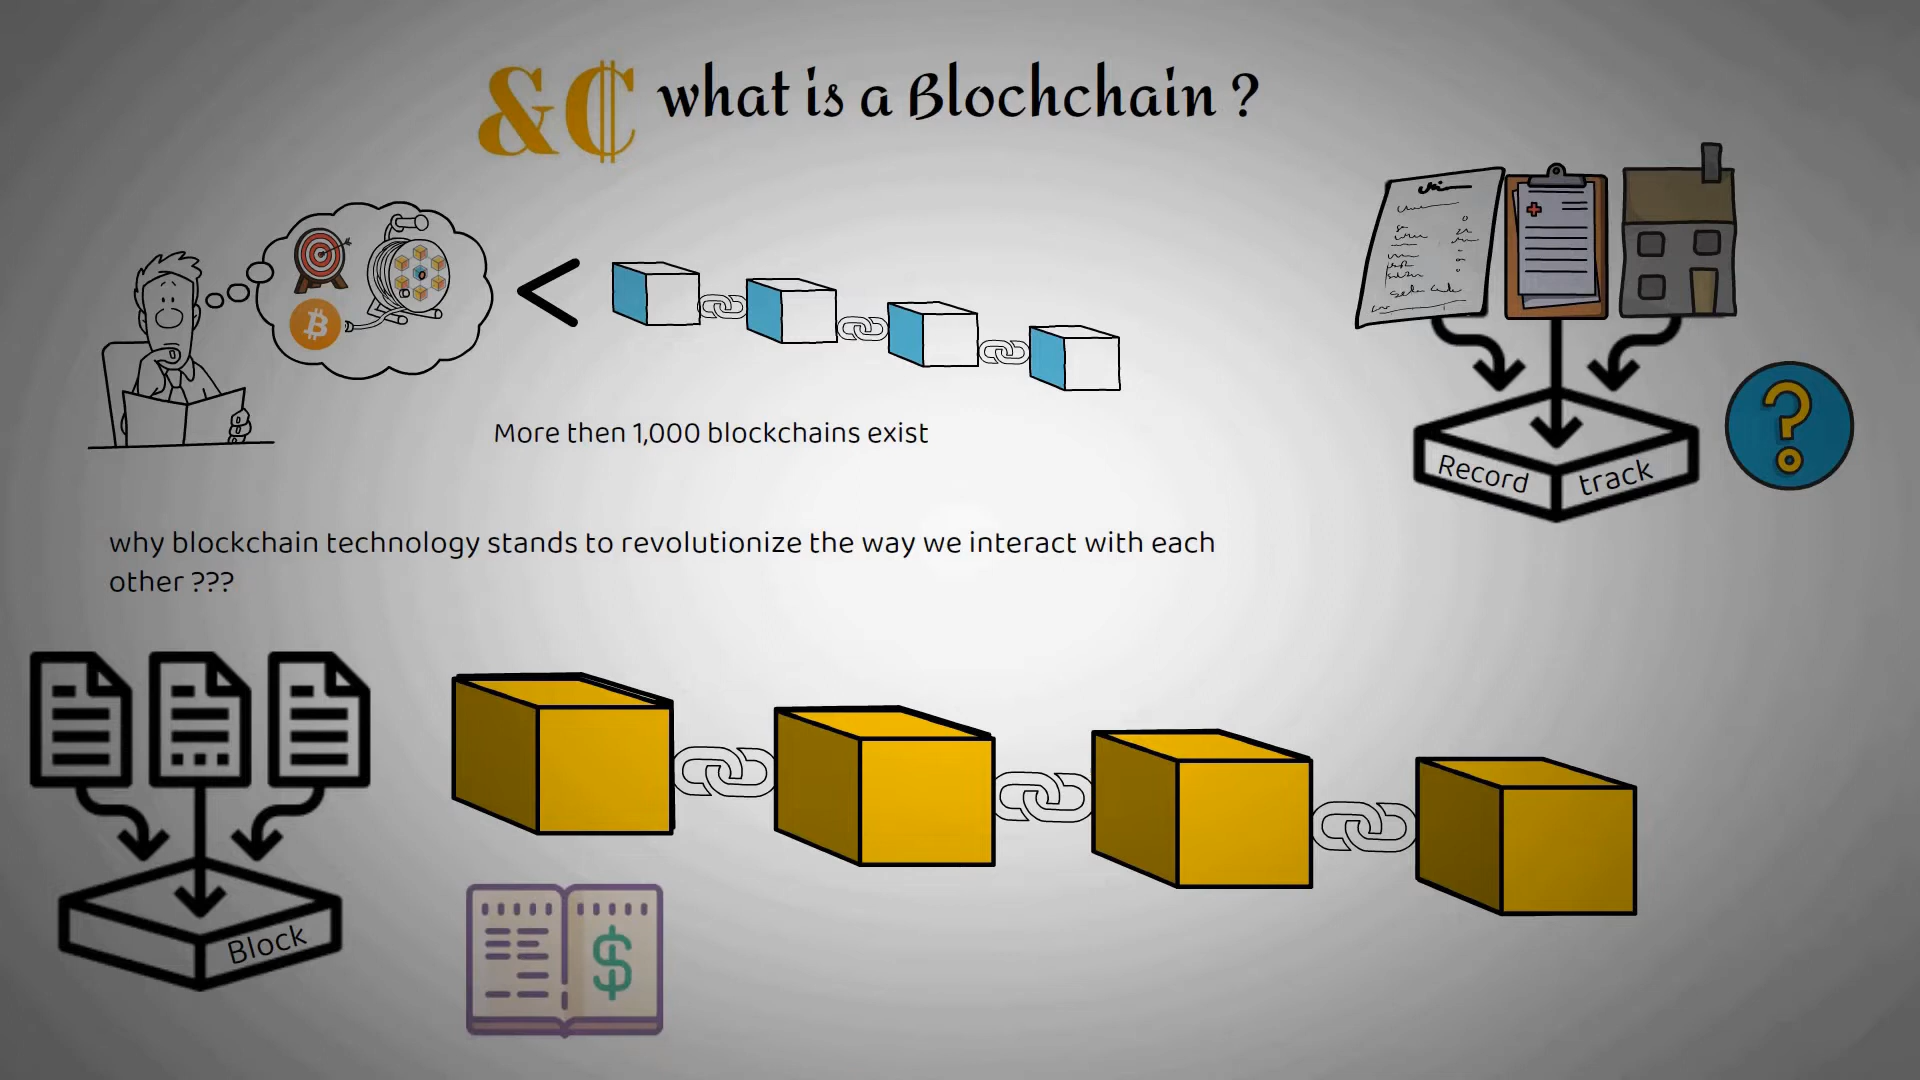 &₵ what is a Blochchain ?
More then 1,000 blockchains exist
Record track
why blockchain technology stands to revolutionize the way we interact with each
other ???
Block